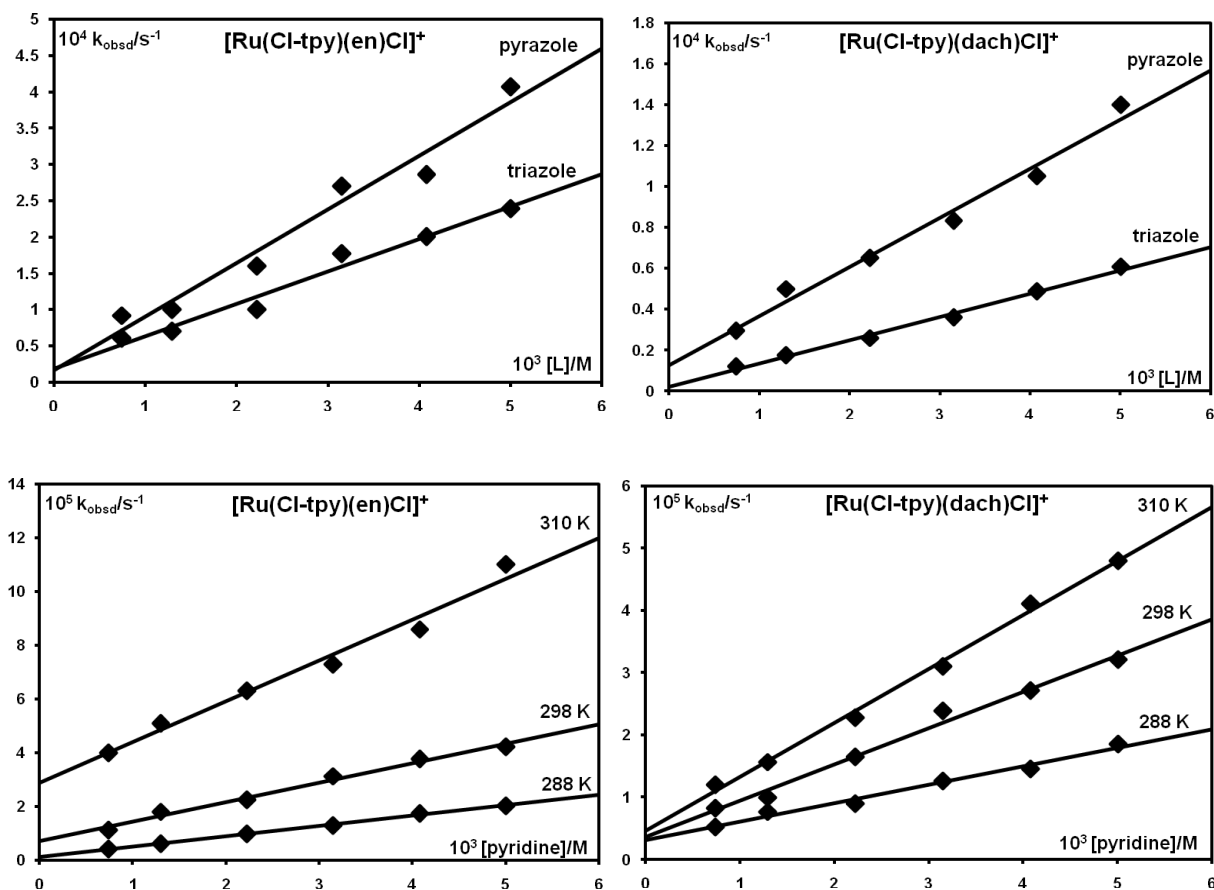 10⁴ k_obsd/s⁻¹
[Ru(Cl-tpy)(en)Cl]⁺
pyrazole
triazole
10³ [L]/M
5
4.5
4
3.5
3
2.5
2
1.5
1
0.5
0
0 1 2 3 4 5 6
10⁴ k_obsd/s⁻¹
[Ru(Cl-tpy)(dach)Cl]⁺
pyrazole
triazole
10³ [L]/M
1.8
1.6
1.4
1.2
1
0.8
0.6
0.4
0.2
0
0 1 2 3 4 5 6
10⁵ k_obsd/s⁻¹
[Ru(Cl-tpy)(en)Cl]⁺
310 K
298 K
288 K
10³ [pyridine]/M
14
12
10
8
6
4
2
0
0 1 2 3 4 5 6
10⁵ k_obsd/s⁻¹
[Ru(Cl-tpy)(dach)Cl]⁺
310 K
298 K
288 K
10³ [pyridine]/M
6
5
4
3
2
1
0
0 1 2 3 4 5 6